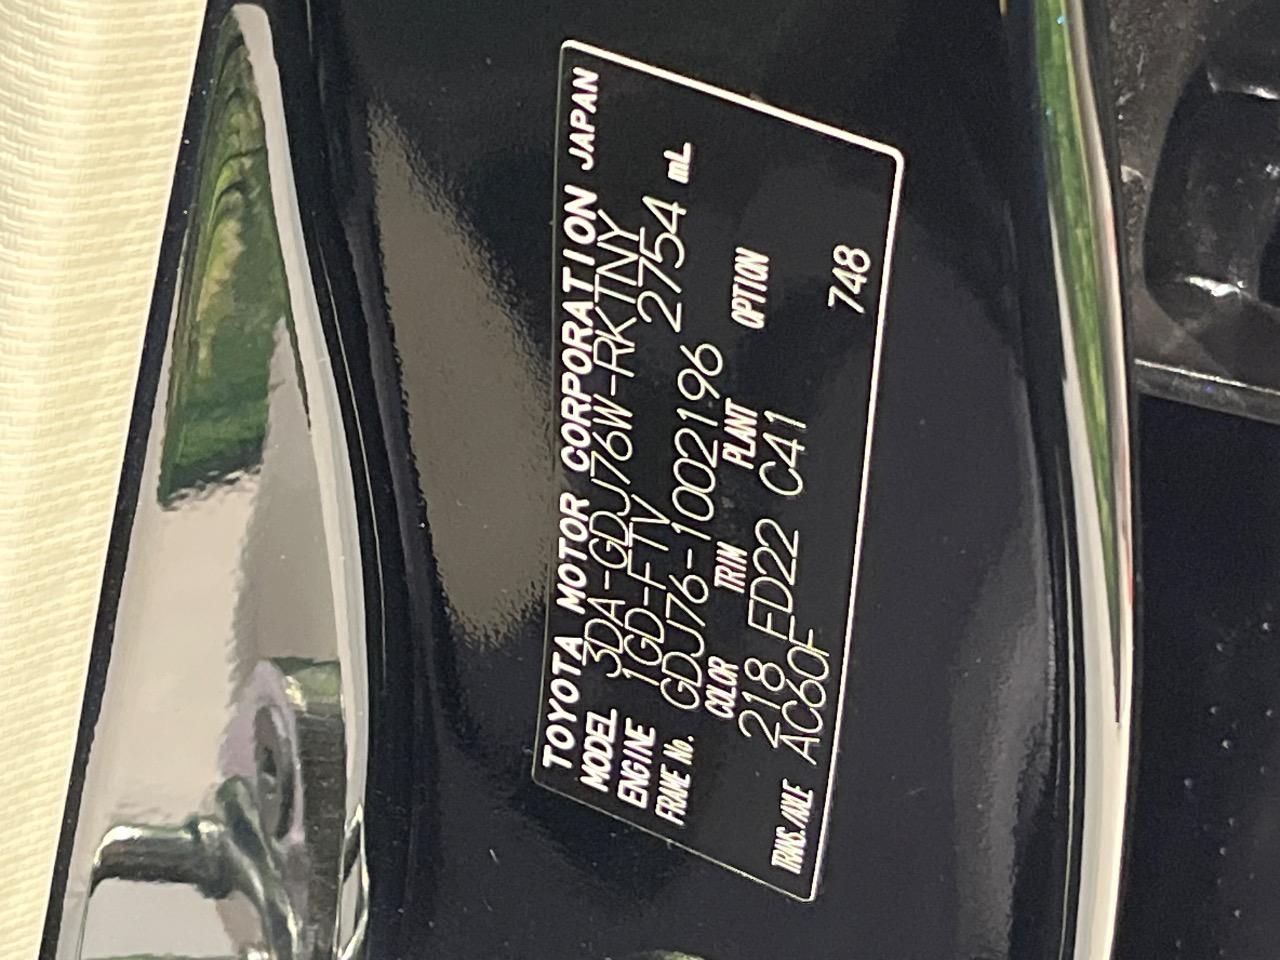 TOYOTA MOTOR CORPORATION JAPAN
MODEL 3DA-GDJ76W-RKTNY
ENGINE 1GD-FTV 2754 mL
FRAME No. GDJ76-1002196
COLOR TRIM PLANT OPTION
218 FD22 C41
TRANS./AXLE AC60F 748